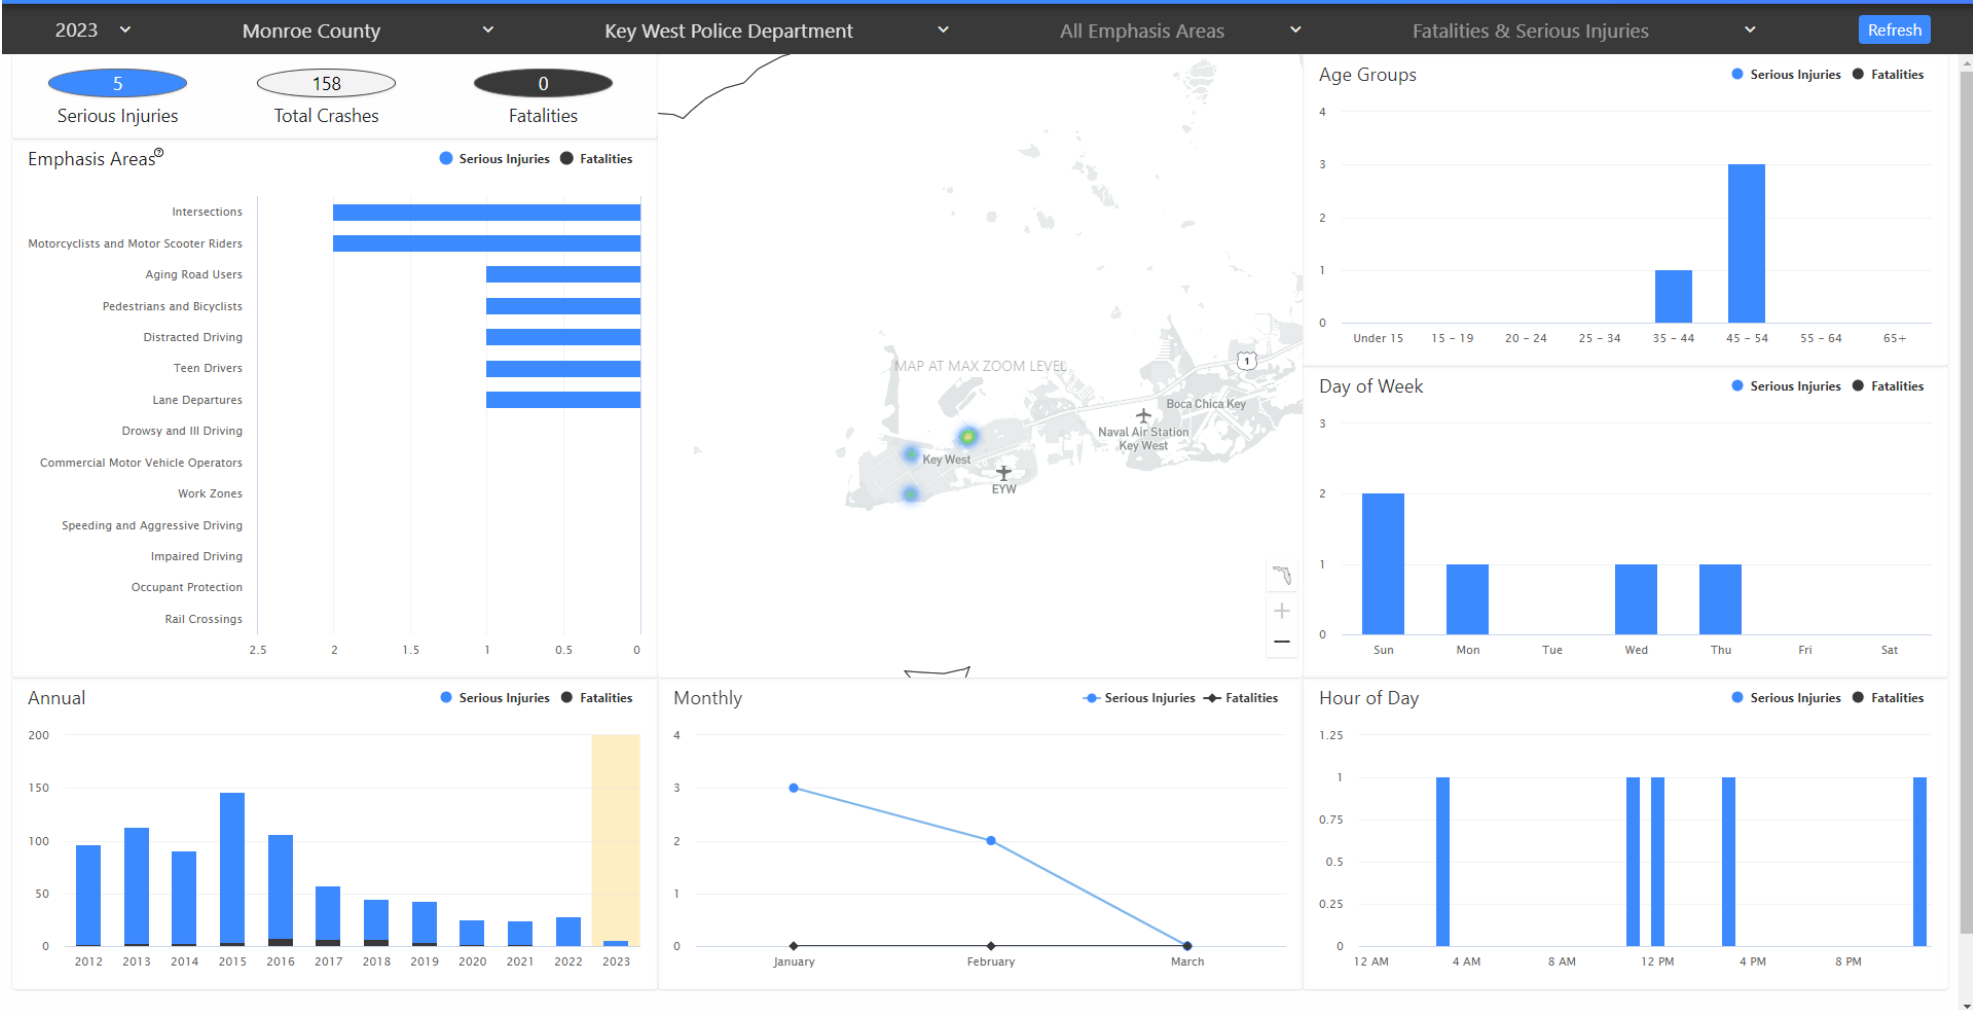 2023
Monroe County
Key West Police Department
All Emphasis Areas
Fatalities & Serious Injuries
Refresh
5
Serious Injuries
158
Total Crashes
0
Fatalities
Emphasis Areas
Serious Injuries
Fatalities
Intersections
Motorcyclists and Motor Scooter Riders
Aging Road Users
Pedestrians and Bicyclists
Distracted Driving
Teen Drivers
Lane Departures
Drowsy and Ill Driving
Commercial Motor Vehicle Operators
Work Zones
Speeding and Aggressive Driving
Impaired Driving
Occupant Protection
Rail Crossings
2.5 2 1.5 1 0.5 0
MAP AT MAX ZOOM LEVEL
1
Boca Chica Key
Naval Air Station
Key West
Key West
EYW
Age Groups
Serious Injuries
Fatalities
4
3
2
1
0
Under 15 15 - 19 20 - 24 25 - 34 35 - 44 45 - 54 55 - 64 65+
Day of Week
Serious Injuries
Fatalities
3
2
1
0
Sun Mon Tue Wed Thu Fri Sat
Annual
Serious Injuries
Fatalities
200
150
100
50
0
2012 2013 2014 2015 2016 2017 2018 2019 2020 2021 2022 2023
Monthly
Serious Injuries
Fatalities
4
3
2
1
0
January February March
Hour of Day
Serious Injuries
Fatalities
1.25
1
0.75
0.5
0.25
0
12 AM 4 AM 8 AM 12 PM 4 PM 8 PM